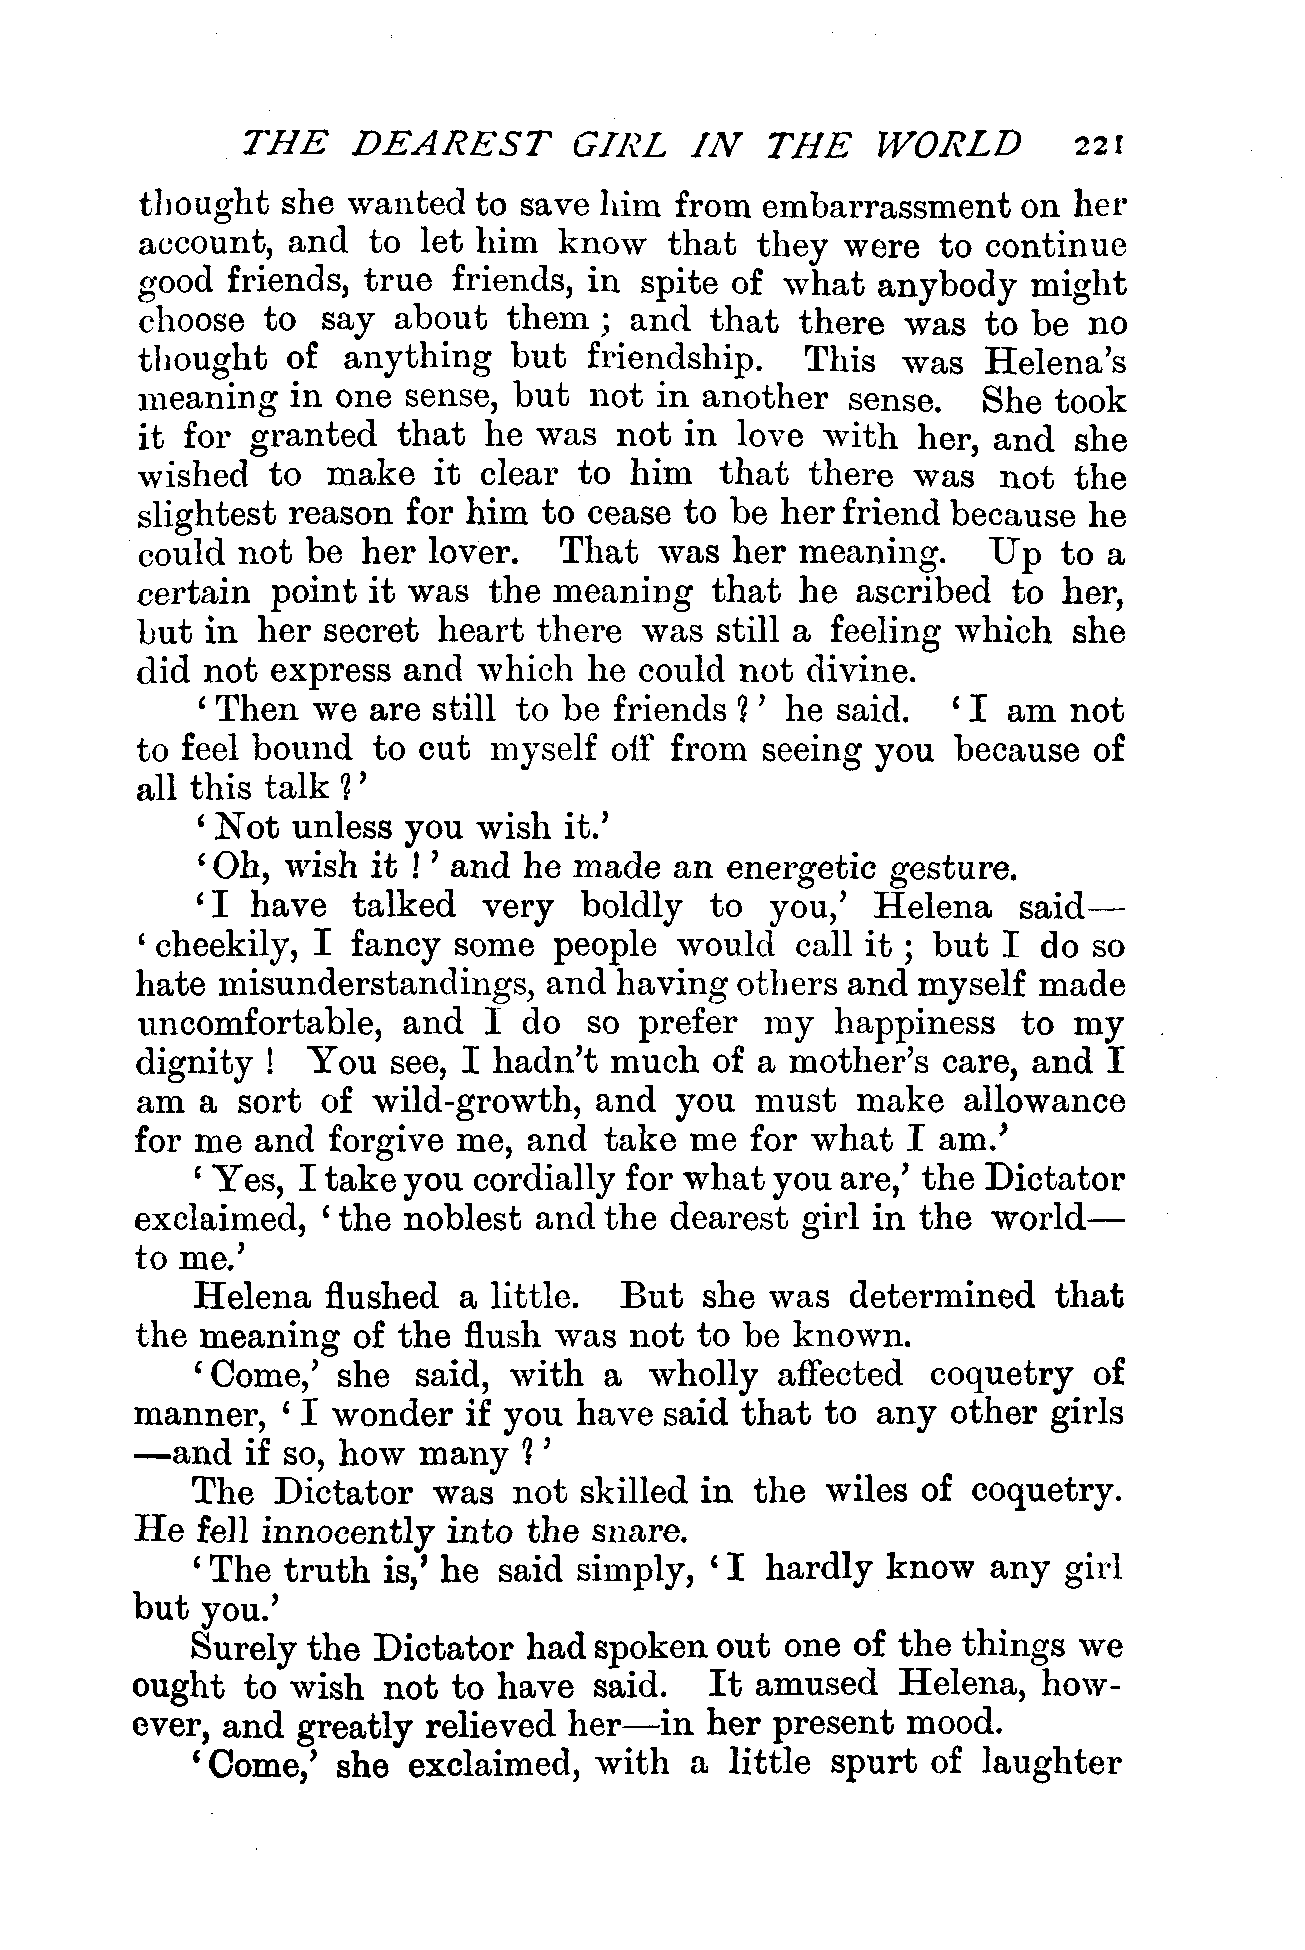 THE DEAREST GIRL IN THE WORLD 221
thought she wanted to save him from embarrassment on her
account, and to let him know that they were to continue
good friends, true friends, in spite of what anybody might
choose to say about them ; and that there was to be no
thought of anything but friendship. This was Helena's
meaning in one sense, but not in another sense. She took
it for granted that he was not in love with her, and she
wished to make it clear to him that there was not the
slightest reason for him to cease to be her friend because he
could not be her lover. That was her meaning. Up to a
certain point it was the meaning that he ascribed to her,
but in her secret heart there was still a feeling which she
did not express and which he could not divine.
‘Then we are still to be friends ?’ he said. ‘I am not
to feel bound to cut myself off from seeing you because of
all this talk ?’
‘Not unless you wish it.’
‘Oh, wish it !’ and he made an energetic gesture.
‘I have talked very boldly to you,’ Helena said—
‘cheekily, I fancy some people would call it ; but I do so
hate misunderstandings, and having others and myself made
uncomfortable, and I do so prefer my happiness to my
dignity ! You see, I hadn't much of a mother's care, and I
am a sort of wild-growth, and you must make allowance
for me and forgive me, and take me for what I am.’
‘Yes, I take you cordially for what you are,’ the Dictator
exclaimed, ‘the noblest and the dearest girl in the world—
to me.’
Helena flushed a little. But she was determined that
the meaning of the flush was not to be known.
‘Come,’ she said, with a wholly affected coquetry of
manner, ‘I wonder if you have said that to any other girls
—and if so, how many ?’
The Dictator was not skilled in the wiles of coquetry.
He fell innocently into the snare.
‘The truth is,’ he said simply, ‘I hardly know any girl
but you.’
Surely the Dictator had spoken out one of the things we
ought to wish not to have said. It amused Helena, how-
ever, and greatly relieved her—in her present mood.
‘Come,’ she exclaimed, with a little spurt of laughter